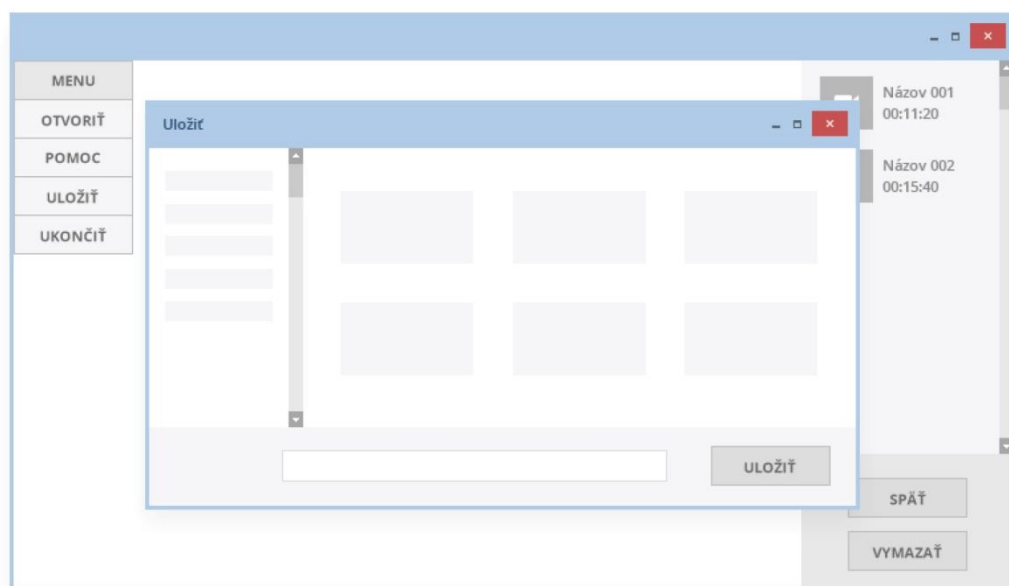 MENU
OTVORIŤ
POMOC
ULOŽIŤ
UKONČIŤ
Uložiť
ULOŽIŤ
Názov 001
00:11:20
Názov 002
00:15:40
SPÄŤ
VYMAZAŤ